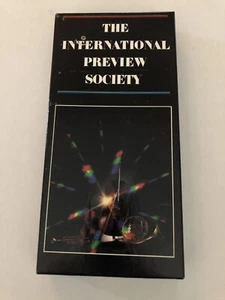 THE
INTERNATIONAL
PREVIEW
SOCIETY